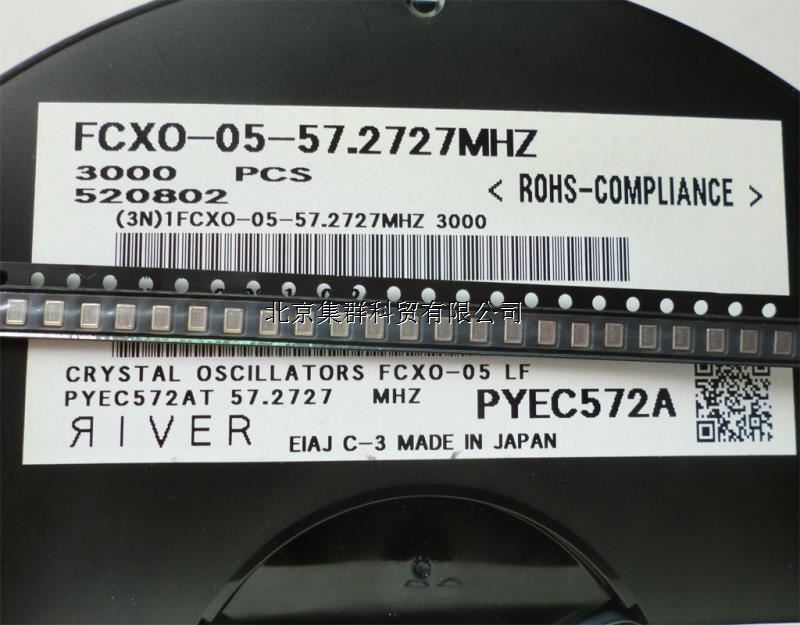 FCXO-05-57.2727MHZ
3000 PCS
520802
< ROHS-COMPLIANCE >
(3N)1FCXO-05-57.2727MHZ 3000
北京集群科贸有限公司
CRYSTAL OSCILLATORS FCXO-05 LF
PYEC572AT 57.2727 MHZ
PYEC572A
ЯIVER
EIAJ C-3 MADE IN JAPAN